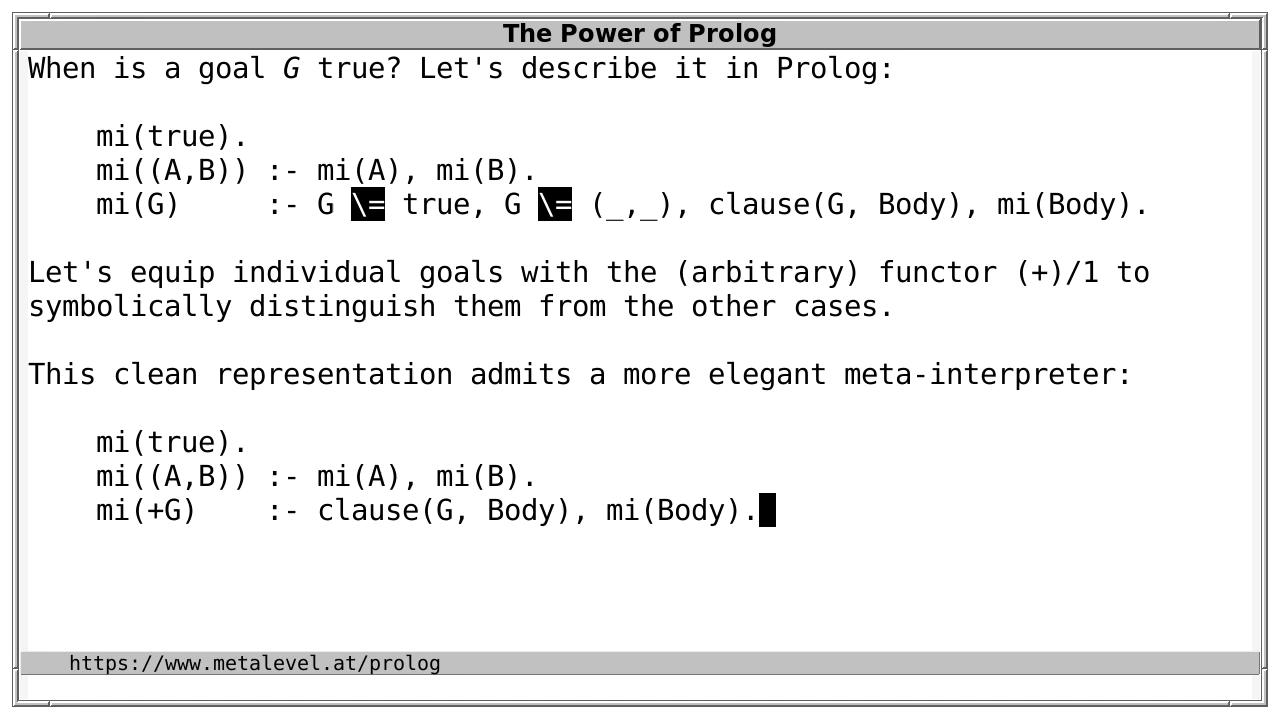 The Power of Prolog
When is a goal G true? Let's describe it in Prolog:
mi(true).
mi((A,B)) :- mi(A), mi(B).
mi(G)     :- G \= true, G \= (_,_), clause(G, Body), mi(Body).
Let's equip individual goals with the (arbitrary) functor (+)/1 to
symbolically distinguish them from the other cases.
This clean representation admits a more elegant meta-interpreter:
mi(true).
mi((A,B)) :- mi(A), mi(B).
mi(+G)    :- clause(G, Body), mi(Body).
https://www.metalevel.at/prolog